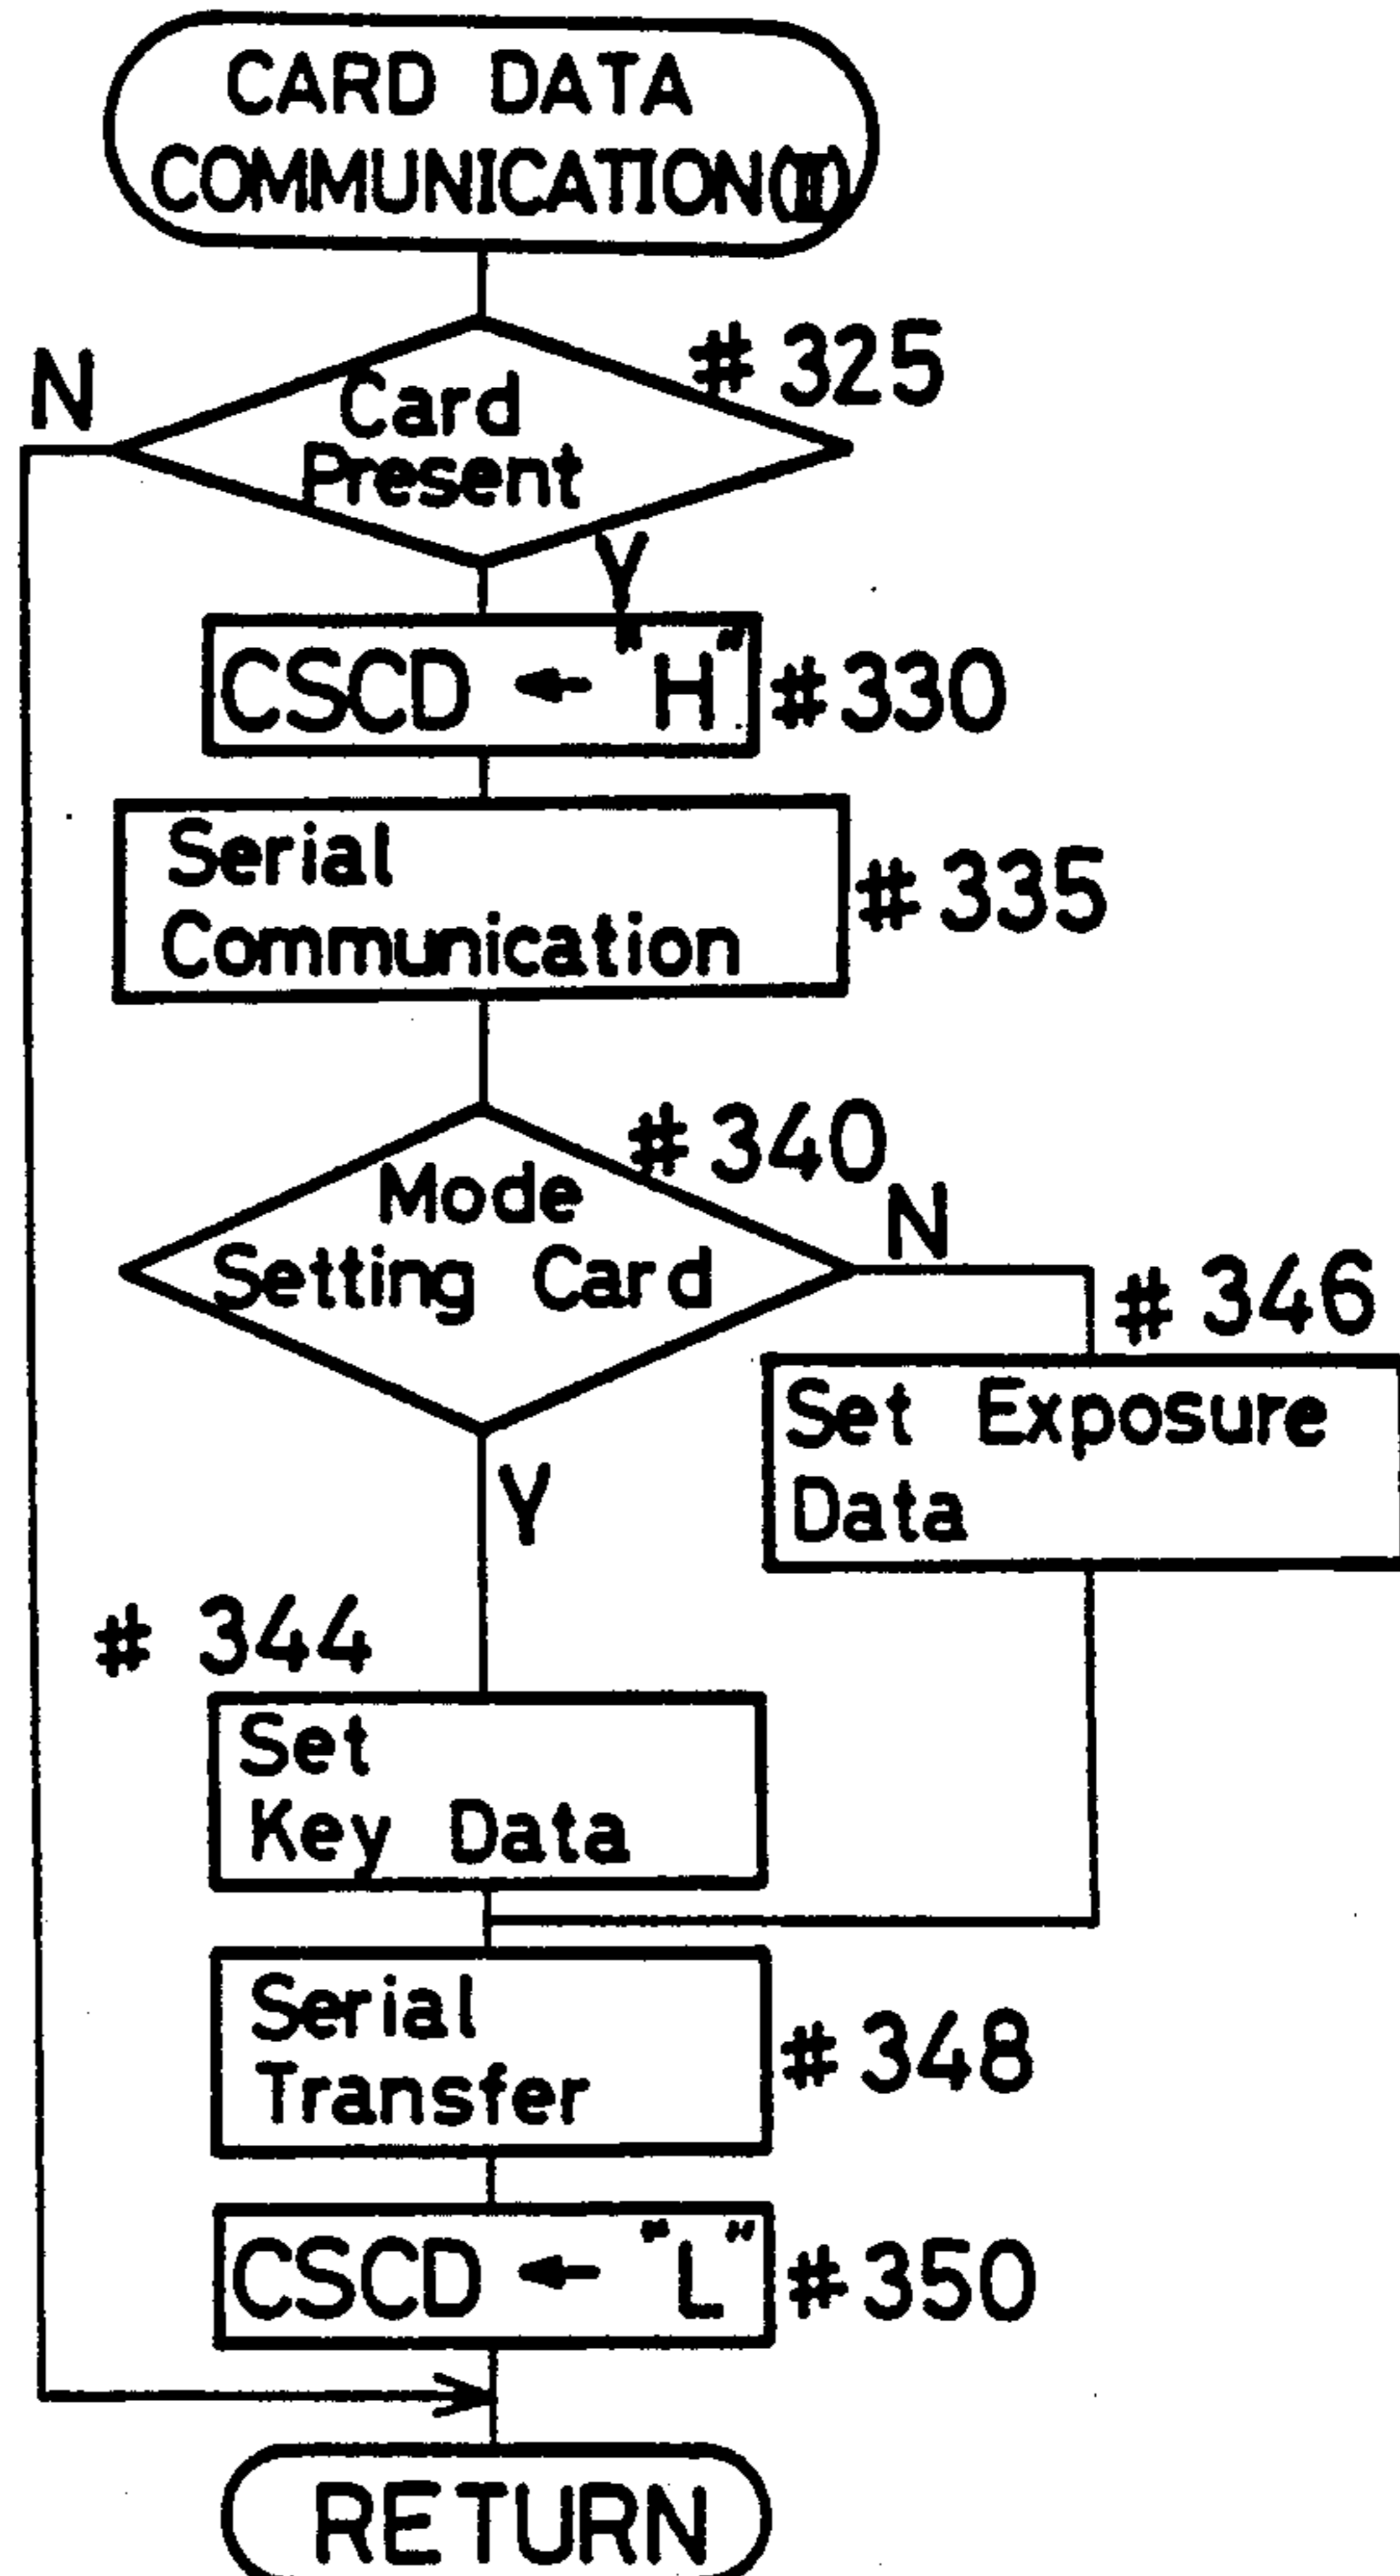 CARD DATA
COMMUNICATION(II)
N
# 325
Card
Present
Y
CSCD ← "H"
#330
Serial
Communication
# 335
# 340
Mode
Setting Card
N
# 346
Set Exposure
Data
Y
# 344
Set
Key Data
Serial
Transfer
#348
CSCD ← "L"
#350
RETURN